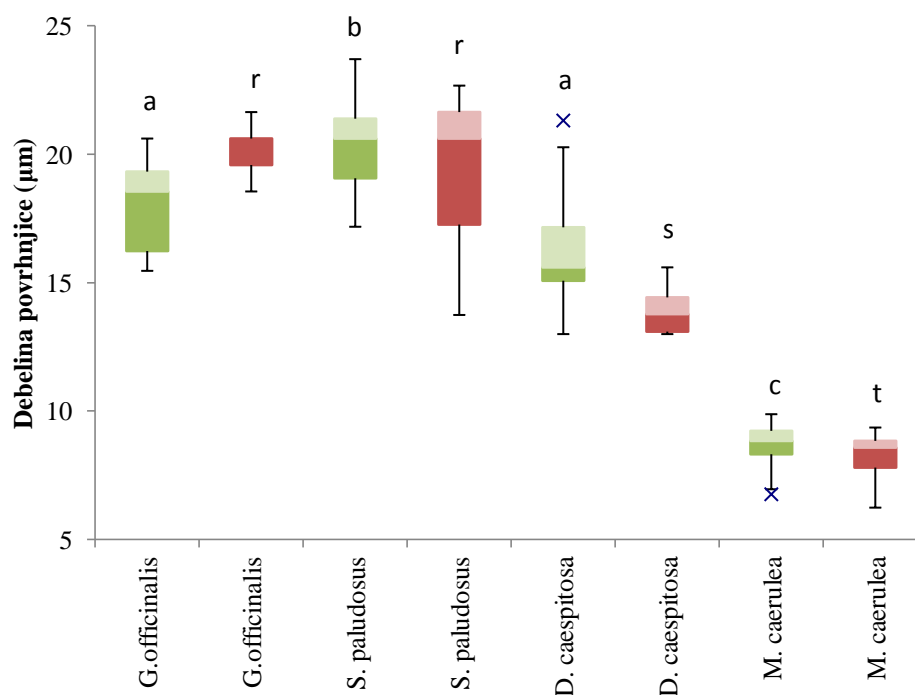 25
20
15
10
5
Debelina povrhnjice (µm)
a
r
b
r
a
s
c
t
G.officinalis
G.officinalis
S. paludosus
S. paludosus
D. caespitosa
D. caespitosa
M. caerulea
M. caerulea